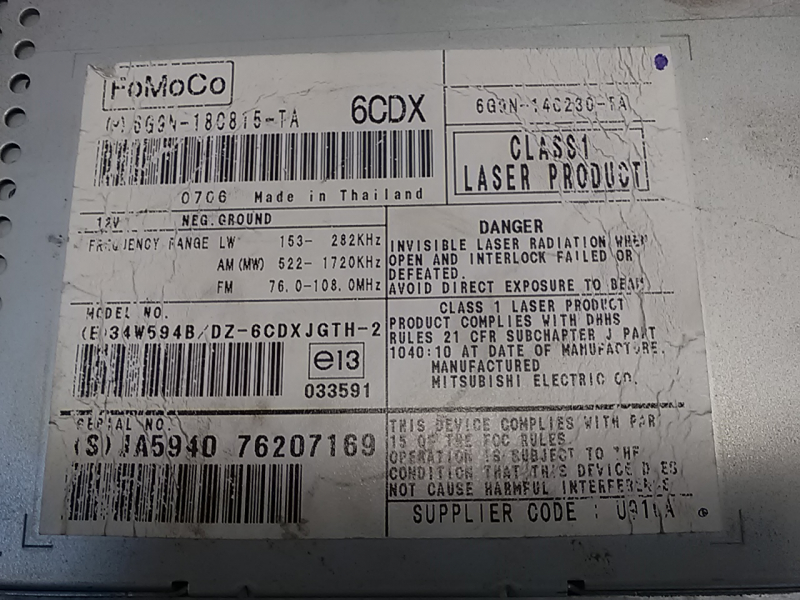 FoMoCo
(P) 6G9N-18C815-TA
6CDX
0706 Made in Thailand
6G9N-14C230-TA
CLASS1
LASER PRODUCT
12V NEG.GROUND
FREQUENCY RANGE LW 153- 282KHz
AM (MW) 522- 1720KHz
FM 76.0-108.0MHz
MODEL NO.
(E)34W594B/DZ-6CDXJGTH-2
e13
033591
SERIAL NO.
(S)JA5940 76207169
DANGER
INVISIBLE LASER RADIATION WHEN
OPEN AND INTERLOCK FAILED OR
DEFEATED.
AVOID DIRECT EXPOSURE TO BEAM
CLASS 1 LASER PRODUCT
PRODUCT COMPLIES WITH DHHS
RULES 21 CFR SUBCHAPTER J PART
1040:10 AT DATE OF MANUFACTURE.
MANUFACTURED
MITSUBISHI ELECTRIC CO.
THIS DEVICE COMPLIES WITH PART
15 OF THE FCC RULES
OPERATION IS SUBJECT TO THE
CONDITION THAT THIS DEVICE DOES
NOT CAUSE HARMFUL INTERFERENCE
SUPPLIER CODE :